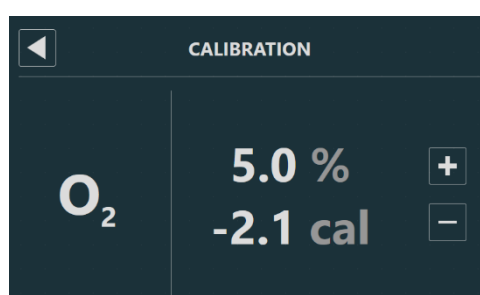 CALIBRATION
O₂
5.0 %
-2.1 cal
+
−